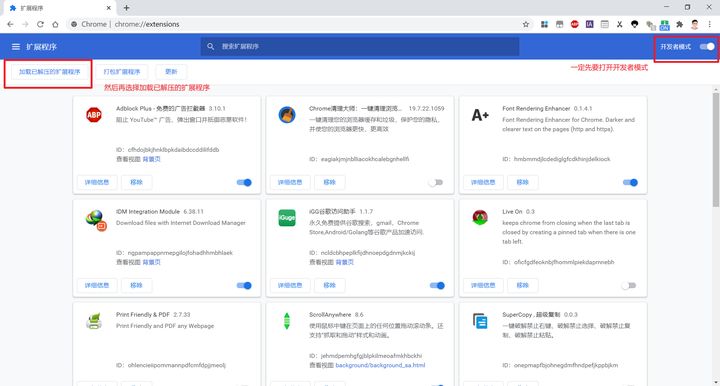 扩展程序
Chrome | chrome://extensions
扩展程序
搜索扩展程序
开发者模式
加载已解压的扩展程序
打包扩展程序
更新
一定先要打开开发者模式
然后再选择加载已解压的扩展程序
Adblock Plus - 免费的广告拦截器 3.10.1
阻止 YouTube™ 广告、弹出窗口并抵御恶意软件!
ID: cfhdojbkjhnklbpkdaibdccddilifddb
查看视图 背景页
详细信息
移除
Chrome清理大师:一键清理浏览... 19.7.22.1059
一键清理您的浏览器缓存和垃圾,保护您的隐私,
并使您的浏览器更快、更高效
详细信息
移除
Font Rendering Enhancer 0.1.4.1
Font Rendering Enhancer for Chrome. Darker and
clearer text on the pages (http and https).
ID: hmbmmdjlcdediglgfcdkhinjdelkiock
详细信息
移除
IDM Integration Module 6.38.11
Download files with Internet Download Manager
ID: ngpampappnmepgilojfohadhhmbhlaek
查看视图 背景页
详细信息
移除
iGuge
iGG谷歌访问助手 1.1.7
永久免费提供谷歌搜索、gmail、Chrome
Store,Android/Golang等谷歌产品加速访问.
ID: ncldcbhpeplkfijdhnoepdgdnmjkckij
查看视图 背景页
详细信息
移除
Live On 0.3
keeps chrome from closing when the last tab is
closed by creating a pinned tab when there is one
tab left.
ID: oficfgdfeoknbjfhommlpiekdapmnebh
详细信息
移除
Print Friendly & PDF 2.7.33
Print Friendly and PDF any Webpage
ID: ohlencieiipommannpdfcmfdpjjmeolj
ScrollAnywhere 8.6
使用鼠标中键在页面上的任何位置拖动滚动条。还
支持“抓取和拖动”样式和动画。
ID: jehmdpemhgfgjblpkilmeoafmkhbckhi
查看视图 background/background_sa.html
SuperCopy ,超级复制 0.0.3
一键破解禁止右键、破解禁止选择、破解禁止复
制、破解禁止粘贴。
ID: onepmapfbjohnegdmfhndpefjkppbjkm